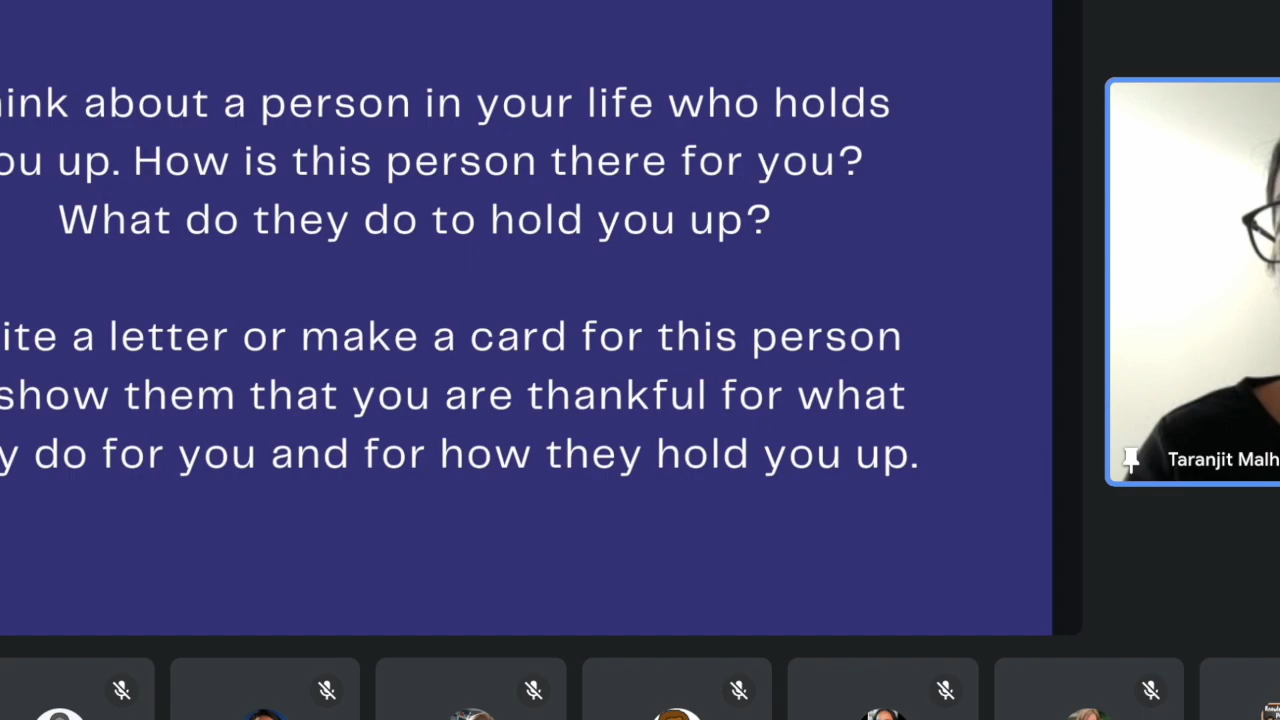 ink about a person in your life who holds
ou up. How is this person there for you?
What do they do to hold you up?
ite a letter or make a card for this person
show them that you are thankful for what
y do for you and for how they hold you up.
Taranjit Malh